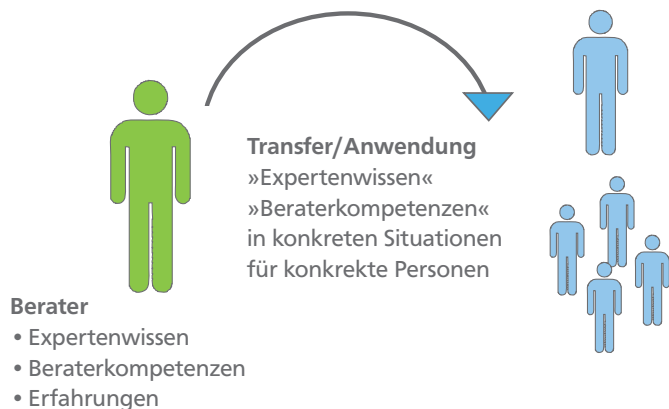 Transfer/Anwendung
»Expertenwissen«
»Beraterkompetenzen«
in konkreten Situationen
für konkrekte Personen
Berater
• Expertenwissen
• Beraterkompetenzen
• Erfahrungen